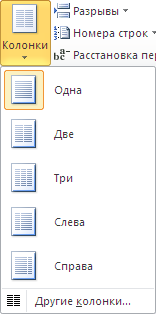 Разрывы
Номера строк
Колонки
Расстановка пер
Одна
Две
Три
Слева
Справа
Другие колонки...